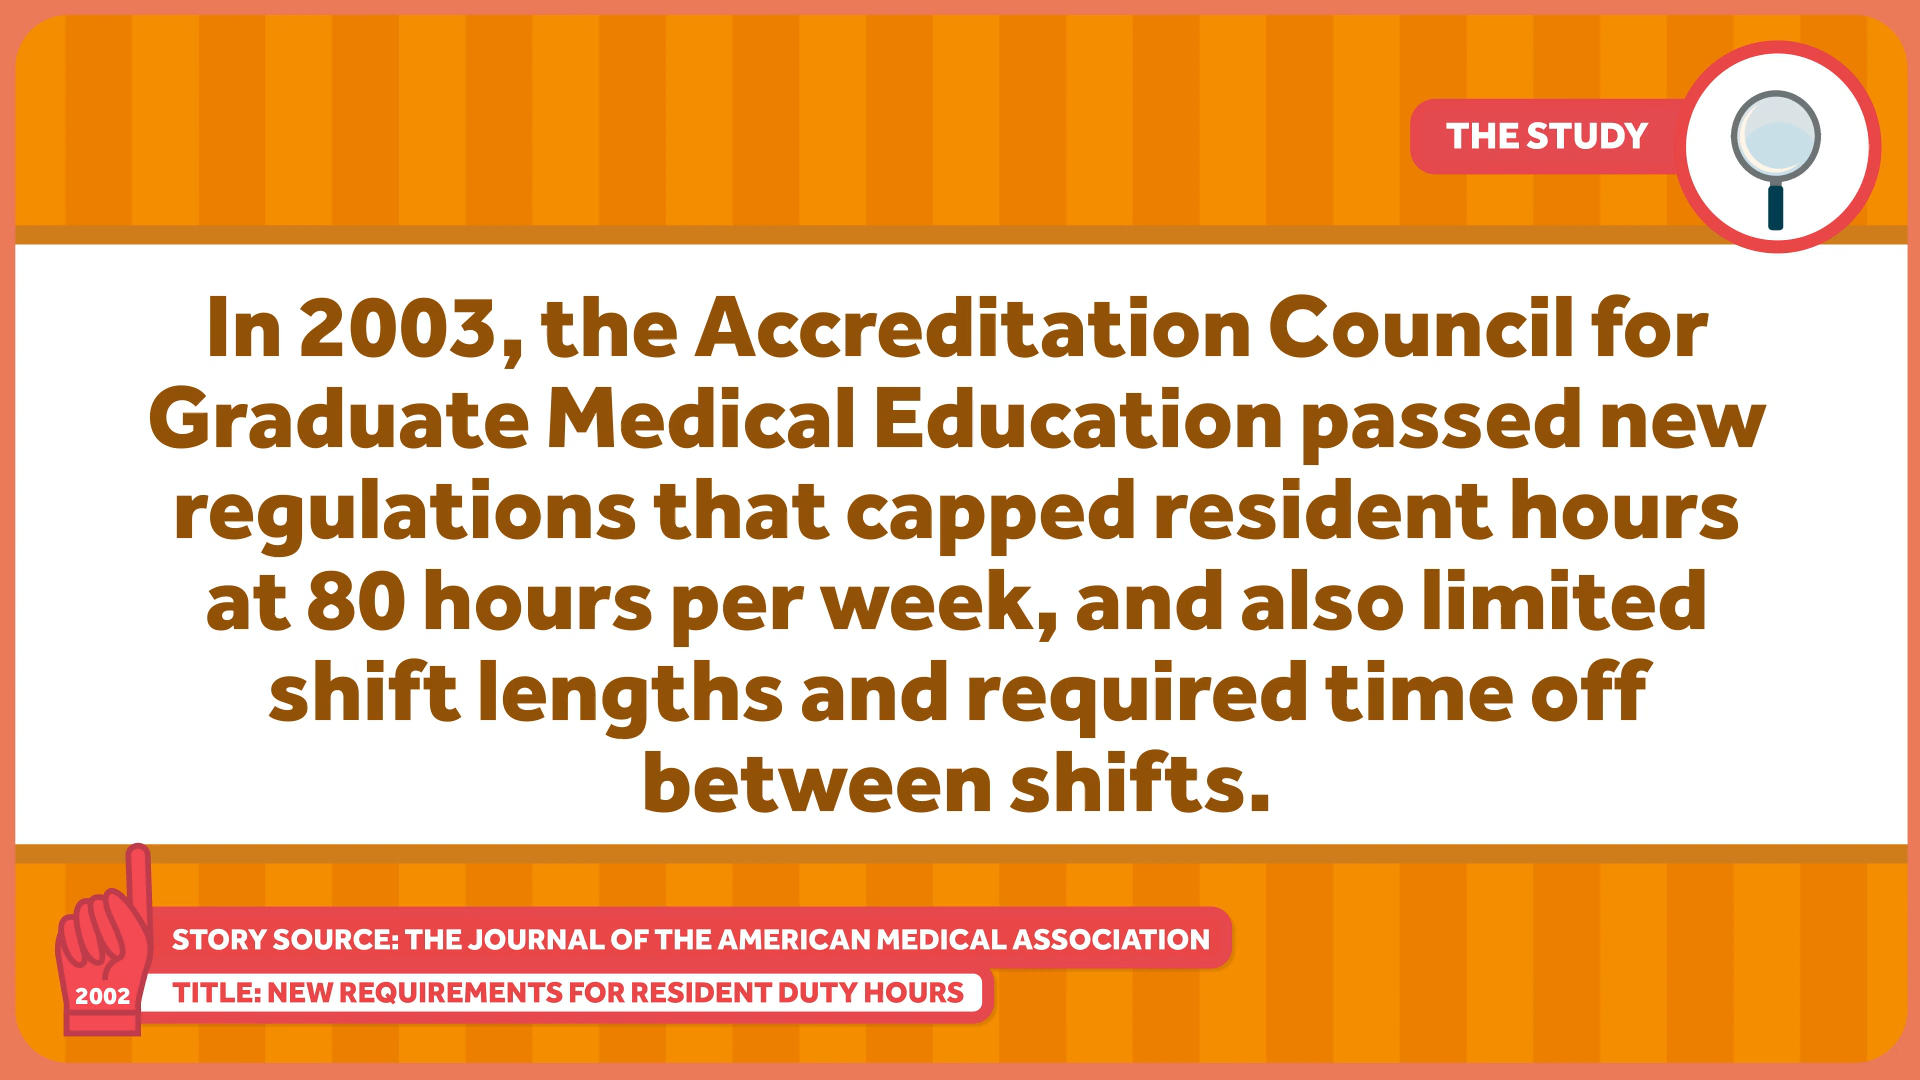 THE STUDY
In 2003, the Accreditation Council for
Graduate Medical Education passed new
regulations that capped resident hours
at 80 hours per week, and also limited
shift lengths and required time off
between shifts.
STORY SOURCE: THE JOURNAL OF THE AMERICAN MEDICAL ASSOCIATION
2002
TITLE: NEW REQUIREMENTS FOR RESIDENT DUTY HOURS